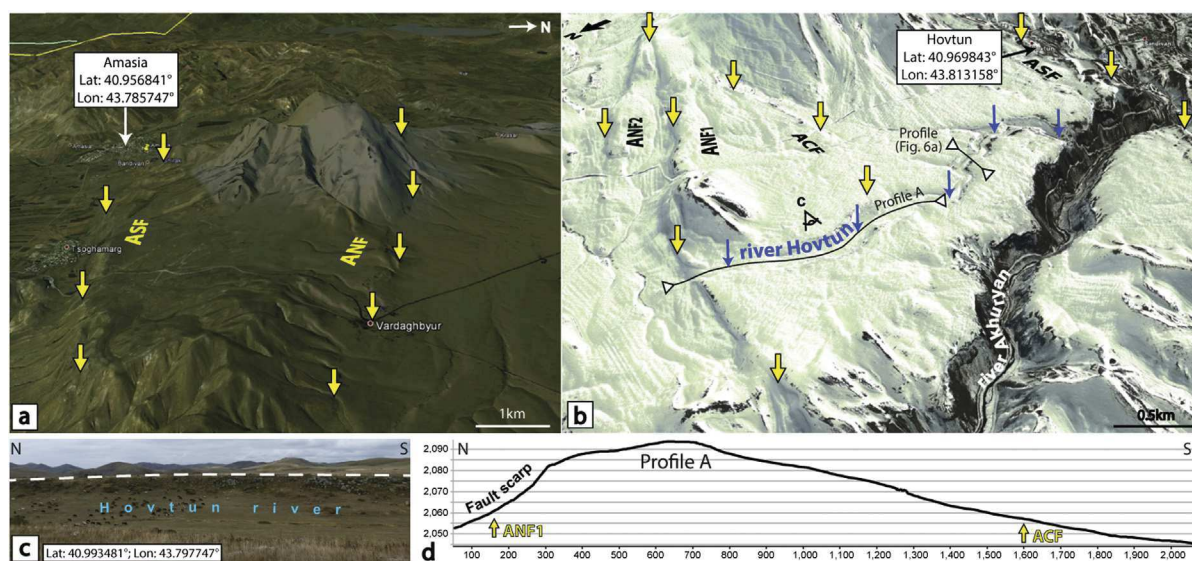 N
Amasia
Lat: 40.956841°
Lon: 43.785747°
Tsoghamarg
ASF
ANF
Vardaghbyur
1km
a
N
Hovtun
Lat: 40.969843°
Lon: 43.813158°
ASF
ANF2
ANF1
ACF
Profile
(Fig. 6a)
Profile A
c
river Hovtun
river Akhuryan
0.5km
b
N
S
Hovtun river
Lat: 40.993481°; Lon: 43.797747°
c
N
S
2,090
2,080
2,070
2,060
2,050
Profile A
Fault scarp
ANF1
ACF
100 200 300 400 500 600 700 800 900 1,000 1,100 1,200 1,300 1,400 1,500 1,600 1,700 1,800 1,900 2,000
d